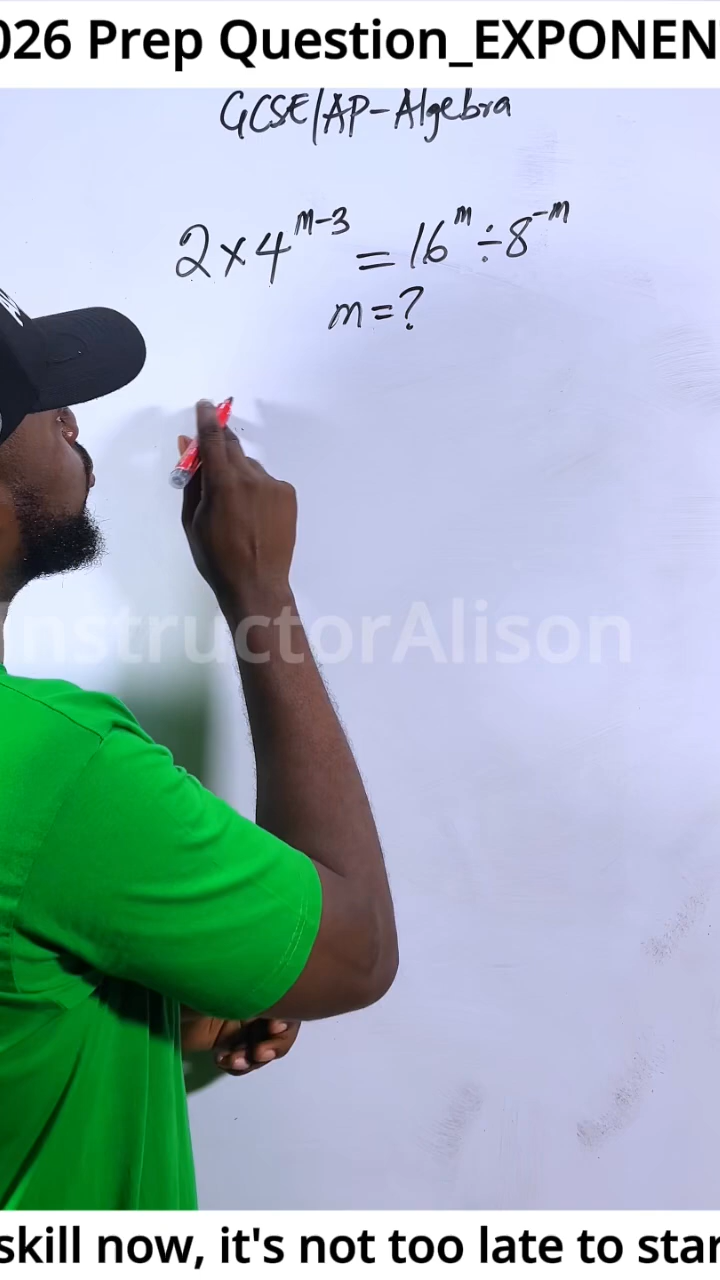 026 Prep Question_EXPONEN
GCSE/AP-Algebra
2×4^{m-3} = 16^m ÷ 8^{-m}
m=?
nstructorAlison
skill now, it's not too late to star